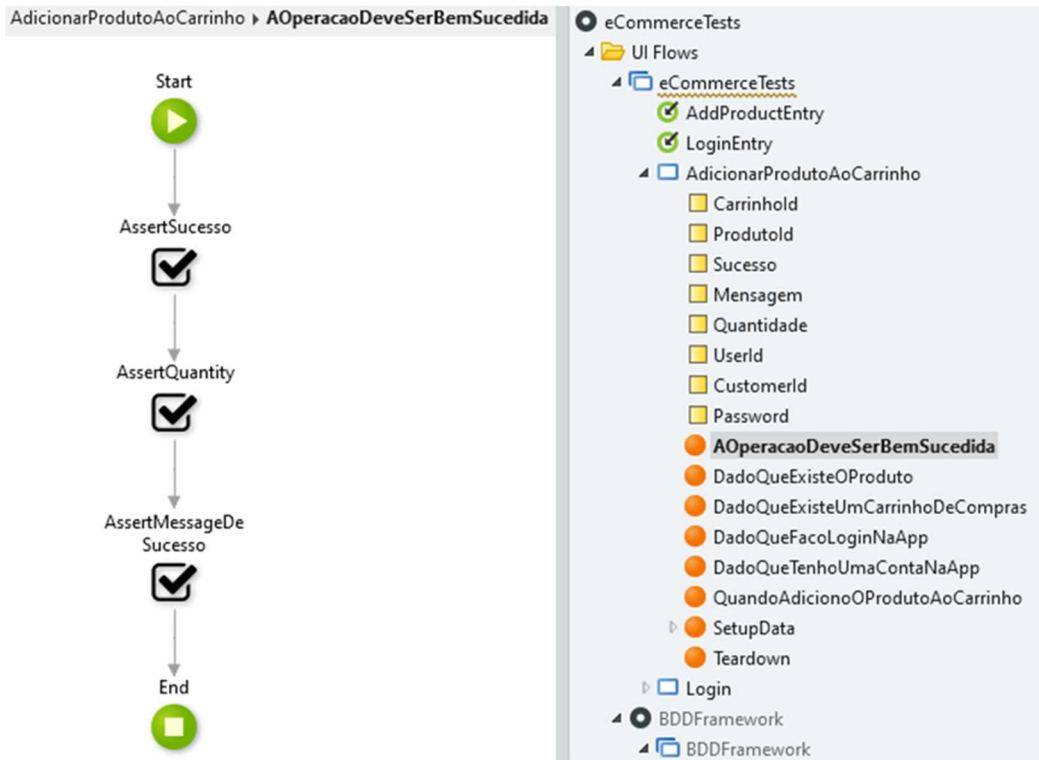 AdicionarProdutoAoCarrinho ▸ AOperacaoDeveSerBemSucedida
Start
AssertSucesso
AssertQuantity
AssertMessageDe
Sucesso
End
eCommerceTests
UI Flows
eCommerceTests
AddProductEntry
LoginEntry
AdicionarProdutoAoCarrinho
CarrinhoId
ProdutoId
Sucesso
Mensagem
Quantidade
UserId
CustomerId
Password
AOperacaoDeveSerBemSucedida
DadoQueExisteOProduto
DadoQueExisteUmCarrinhoDeCompras
DadoQueFacoLoginNaApp
DadoQueTenhoUmaContaNaApp
QuandoAdicionoOProdutoAoCarrinho
SetupData
Teardown
Login
BDDFramework
BDDFramework